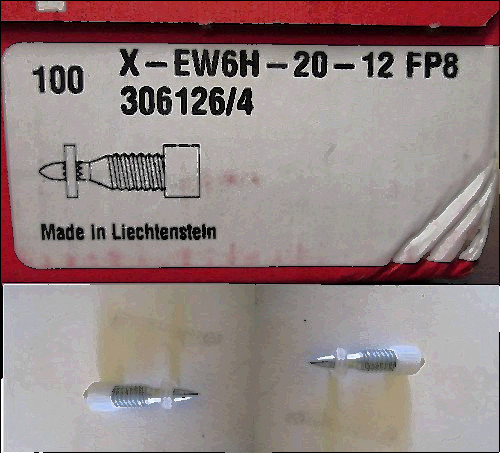 100 X-EW6H-20-12 FP8
306126/4
Made in Liechtenstein